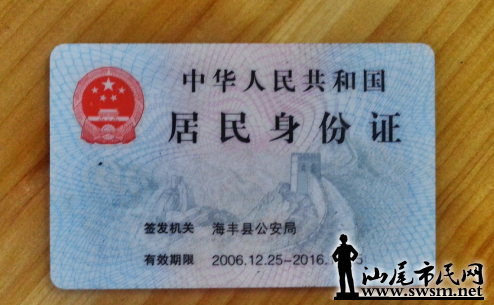 中华人民共和国
居民身份证
签发机关 海丰县公安局
有效期限 2006.12.25-2016.
汕尾市民网
www.swsm.net